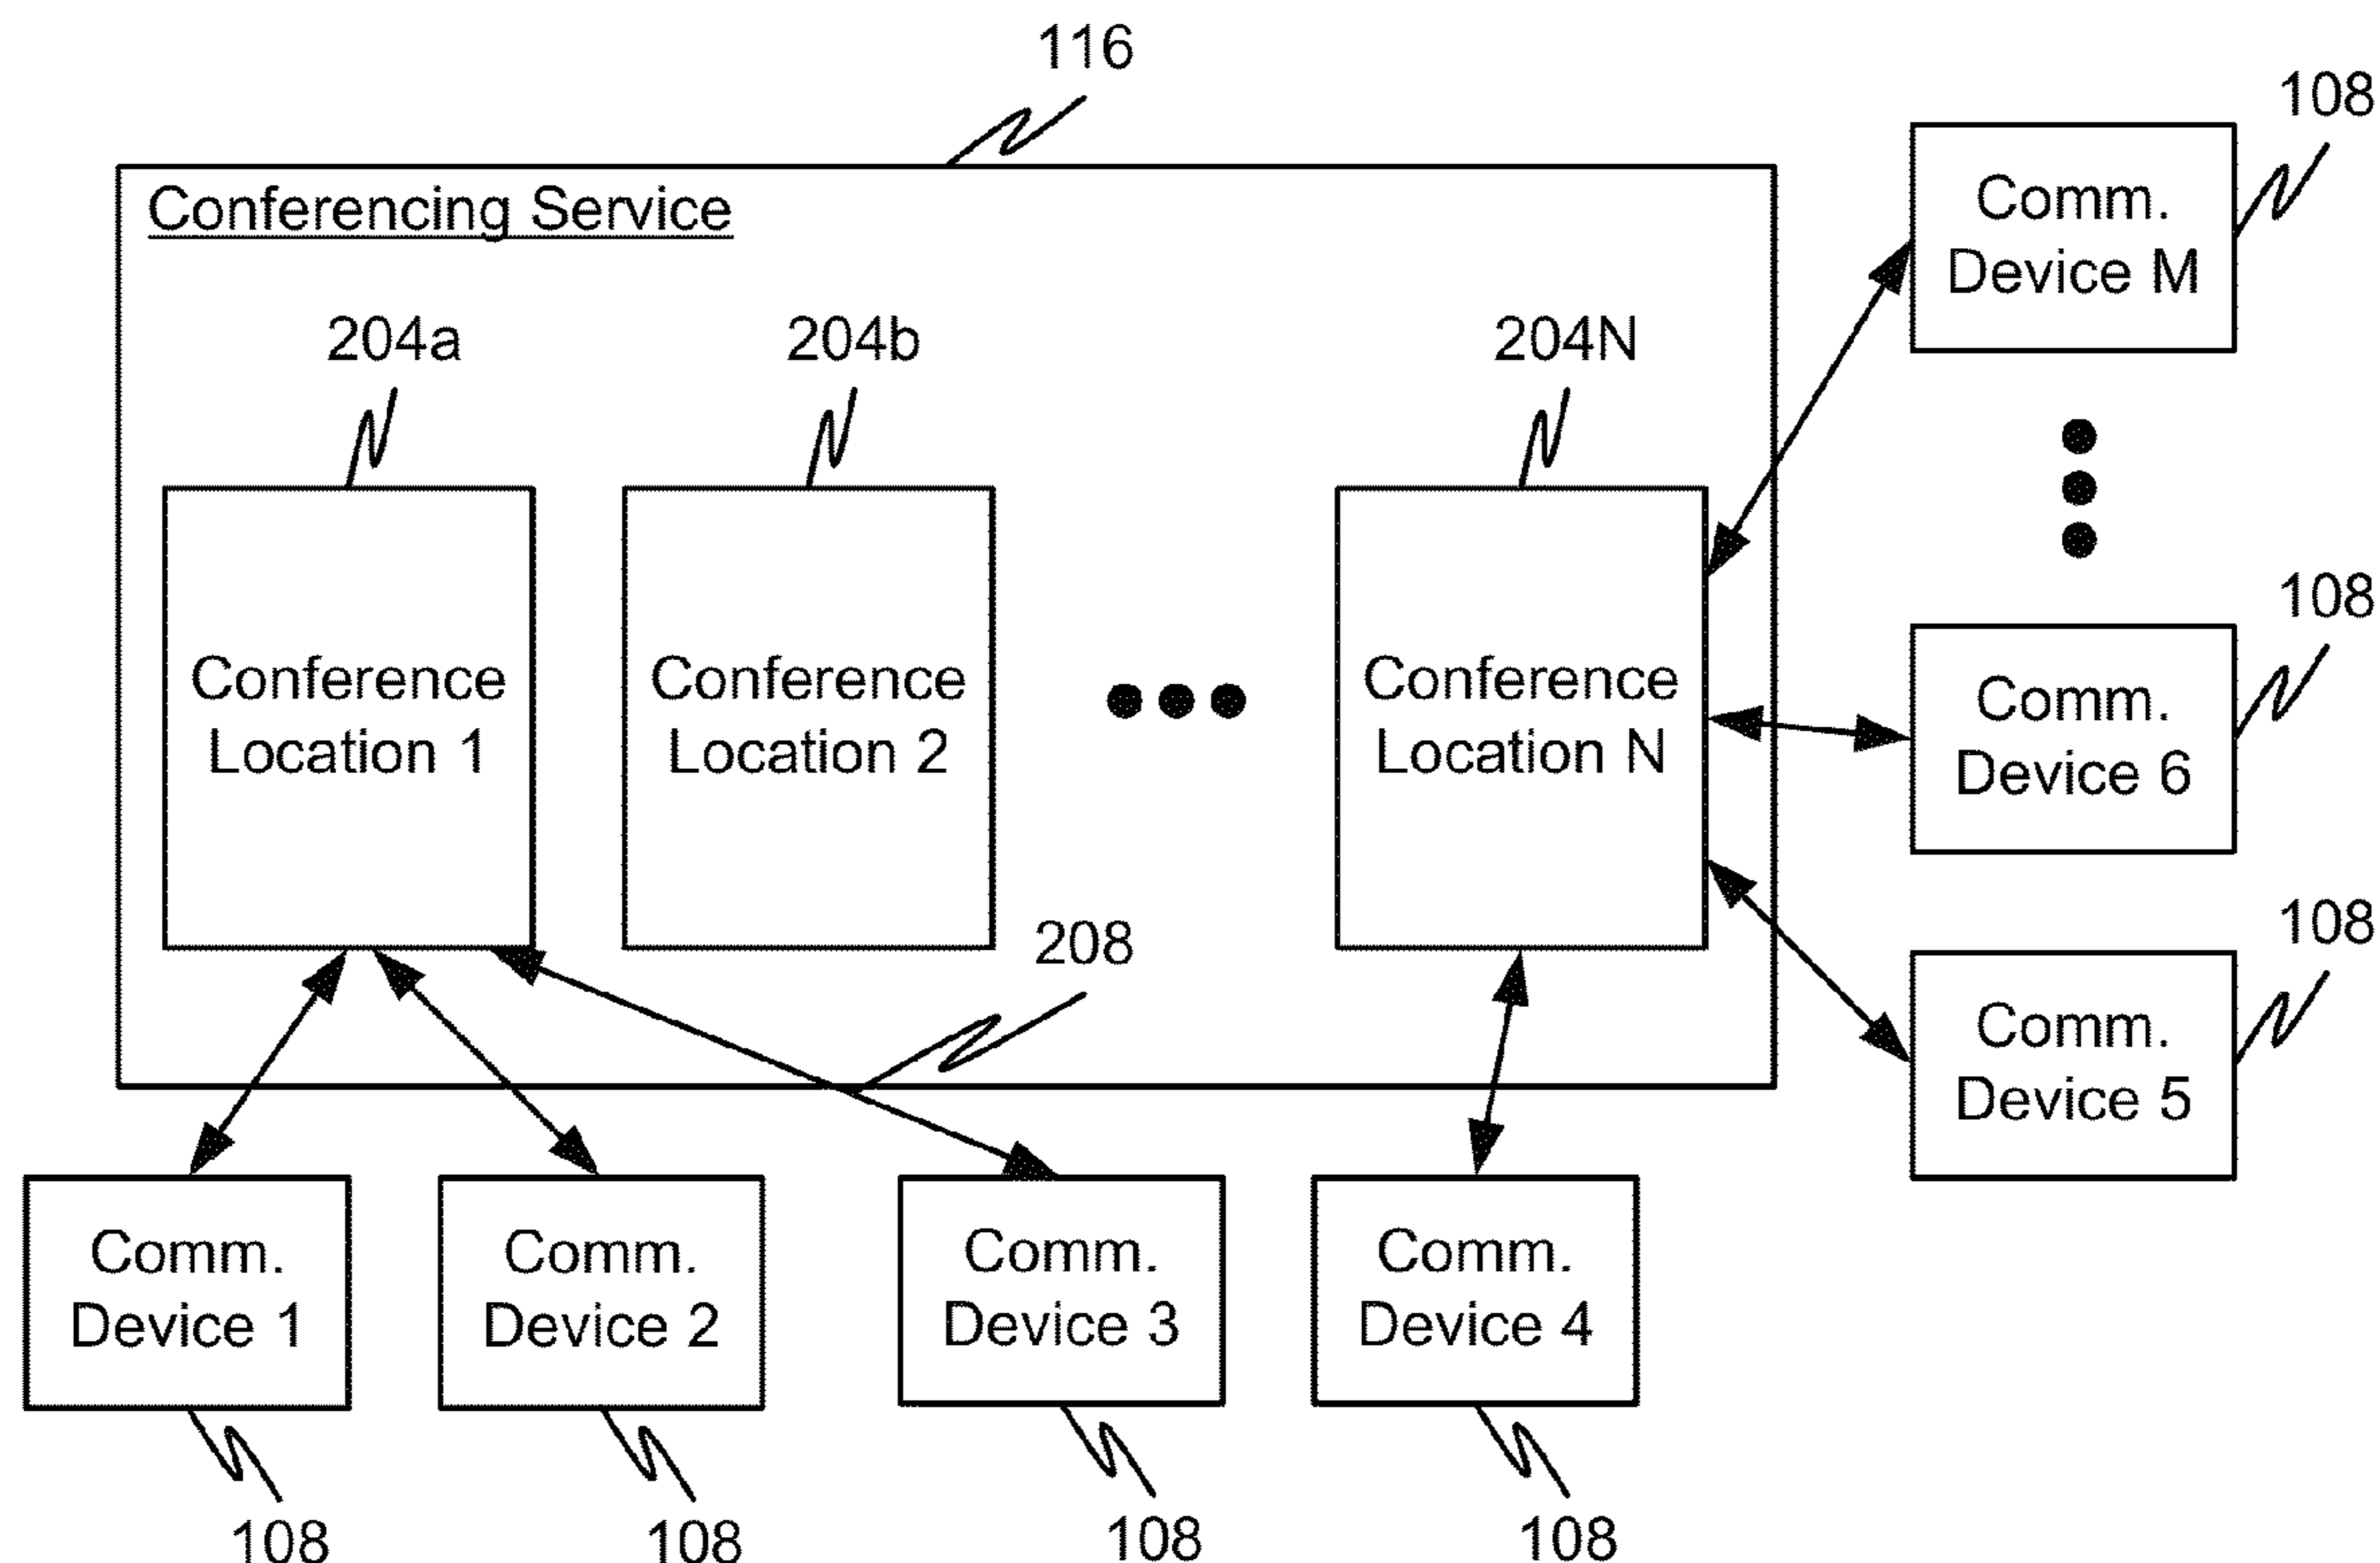 116
108
Conferencing Service
Comm.
Device M
204a
204b
204N
108
Conference
Location 1
Conference
Location 2
Conference
Location N
Comm.
Device 6
108
208
Comm.
Device 5
Comm.
Device 1
Comm.
Device 2
Comm.
Device 3
Comm.
Device 4
108
108
108
108